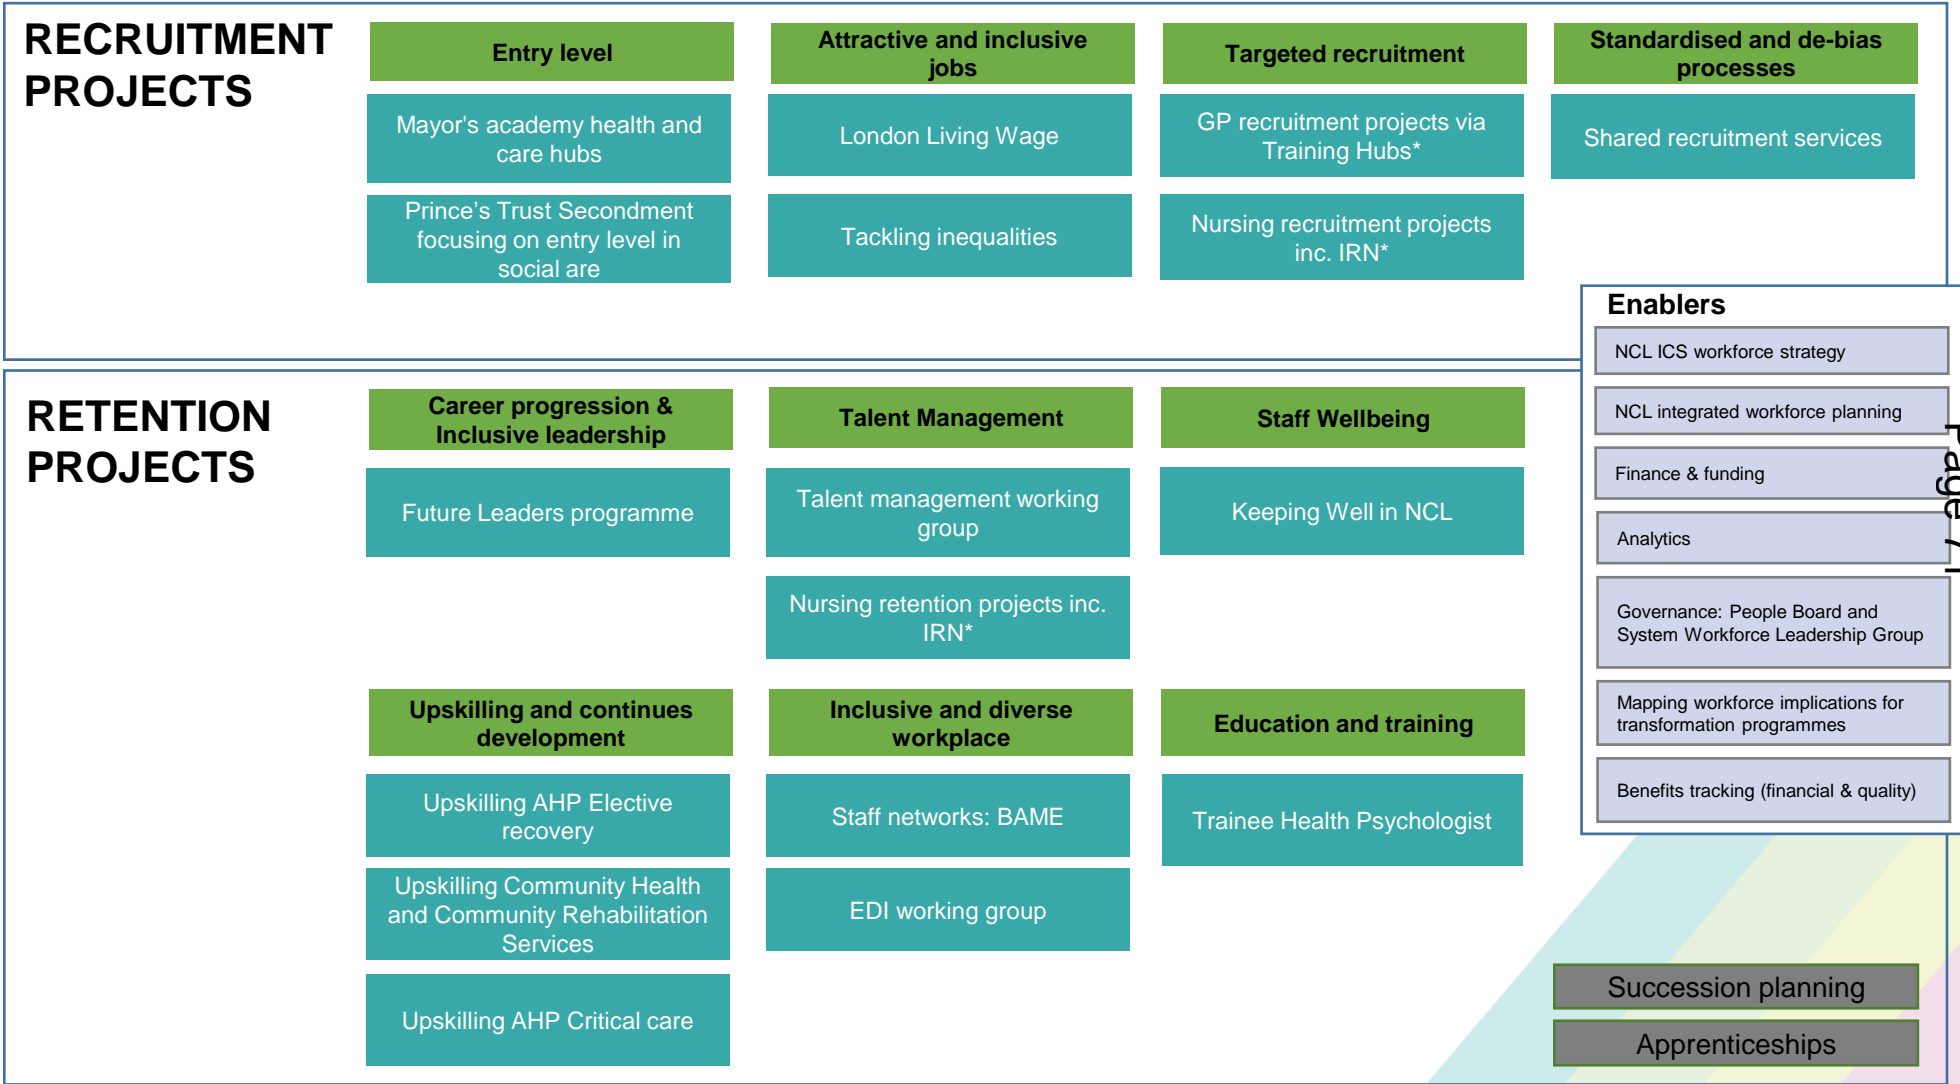 RECRUITMENT
PROJECTS
Entry level
Mayor's academy health and
care hubs
Prince's Trust Secondment
focusing on entry level in
social are
Attractive and inclusive
jobs
London Living Wage
Tackling inequalities
Targeted recruitment
GP recruitment projects via
Training Hubs*
Nursing recruitment projects
inc. IRN*
Standardised and de-bias
processes
Shared recruitment services
RETENTION
PROJECTS
Career progression &
Inclusive leadership
Future Leaders programme
Talent Management
Talent management working
group
Nursing retention projects inc.
IRN*
Staff Wellbeing
Keeping Well in NCL
Upskilling and continues
development
Upskilling AHP Elective
recovery
Upskilling Community Health
and Community Rehabilitation
Services
Upskilling AHP Critical care
Inclusive and diverse
workplace
Staff networks: BAME
EDI working group
Education and training
Trainee Health Psychologist
Enablers
NCL ICS workforce strategy
NCL integrated workforce planning
Finance & funding
Analytics
Governance: People Board and
System Workforce Leadership Group
Mapping workforce implications for
transformation programmes
Benefits tracking (financial & quality)
Succession planning
Apprenticeships
Page